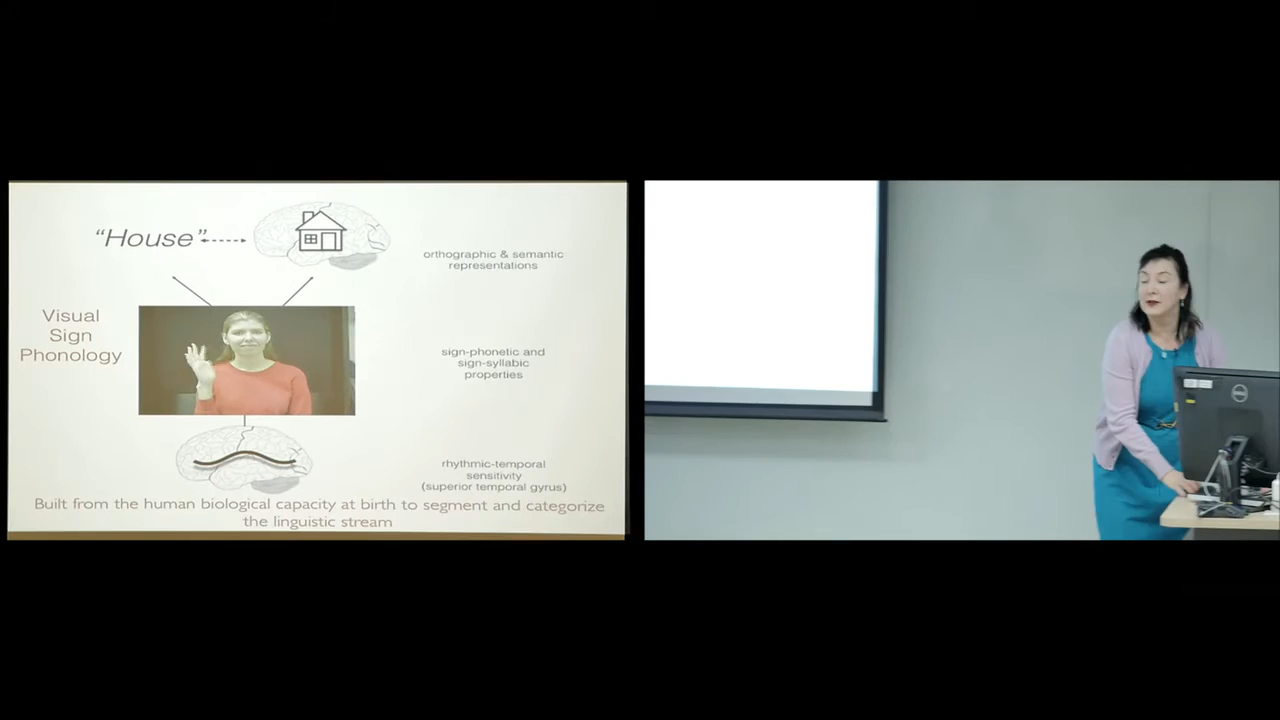 “House”
orthographic & semantic
representations
Visual
Sign
Phonology
sign-phonetic and
sign-syllabic
properties
rhythmic-temporal
sensitivity
(superior temporal gyrus)
Built from the human biological capacity at birth to segment and categorize
the linguistic stream
DELL